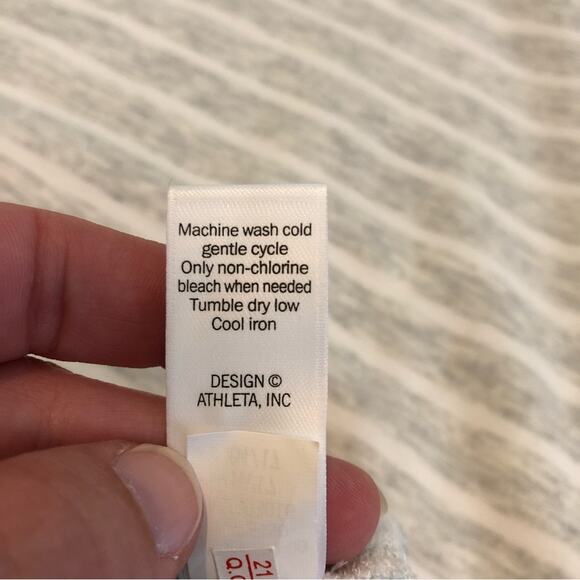 Machine wash cold
gentle cycle
Only non-chlorine
bleach when needed
Tumble dry low
Cool iron
DESIGN ©
ATHLETA, INC
21
Q.